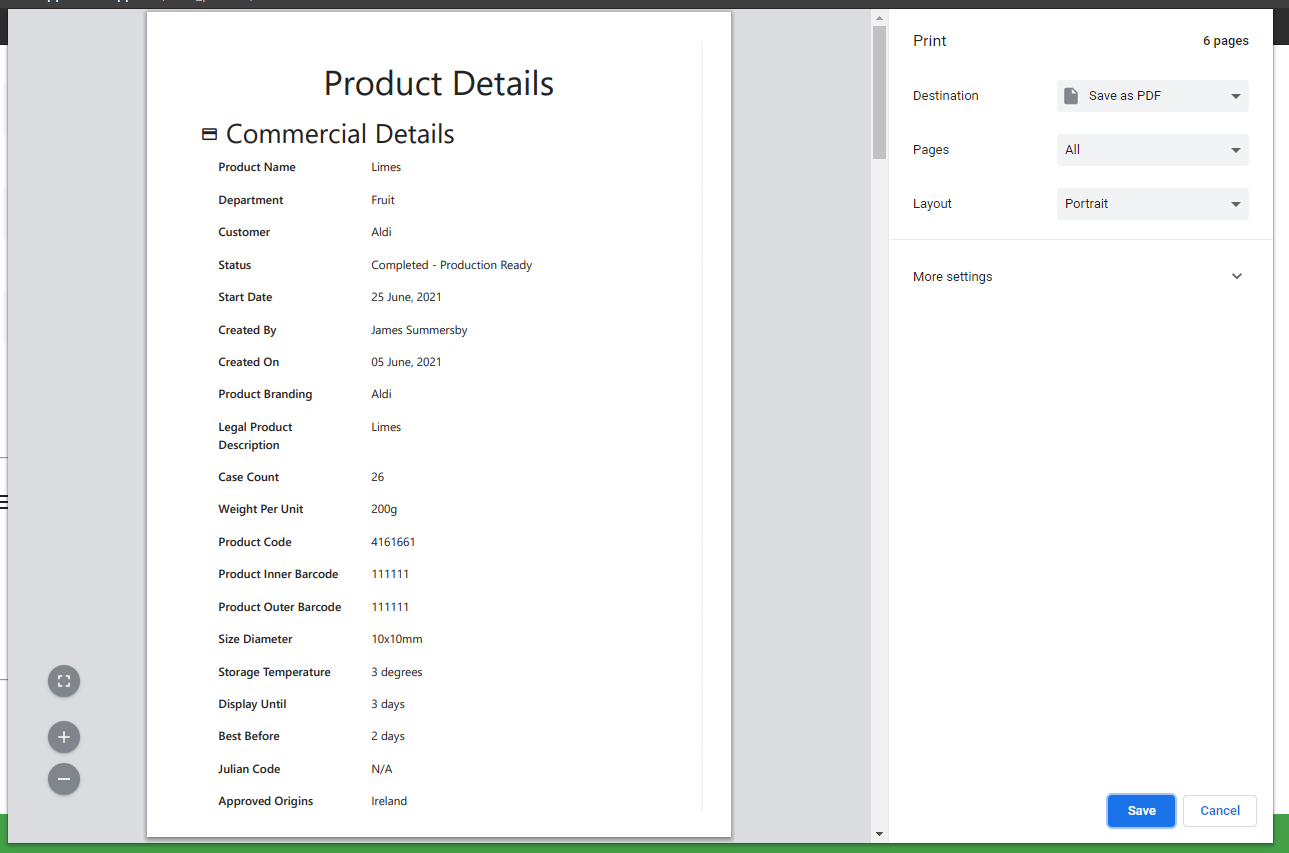 Print
6 pages
Product Details
Destination
Save as PDF
Commercial Details
Pages
All
Product Name Limes
Department Fruit
Layout
Portrait
Customer Aldi
Status Completed - Production Ready
More settings
Start Date 25 June, 2021
Created By James Summersby
Created On 05 June, 2021
Product Branding Aldi
Legal Product Limes
Description
Case Count 26
Weight Per Unit 200g
Product Code 4161661
Product Inner Barcode 111111
Product Outer Barcode 111111
Size Diameter 10x10mm
Storage Temperature 3 degrees
Display Until 3 days
Best Before 2 days
Julian Code N/A
Approved Origins Ireland
Save
Cancel